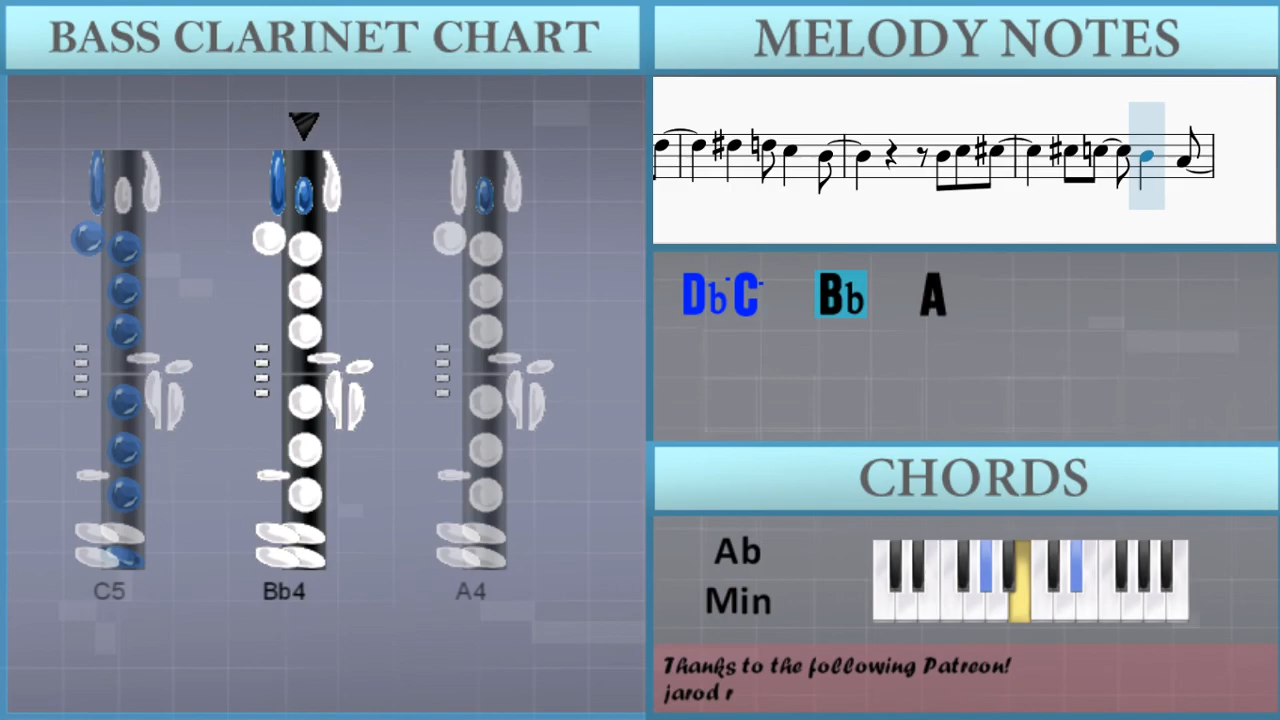 BASS CLARINET CHART
C5
Bb4
A4
MELODY NOTES
Db C
Bb
A
CHORDS
Ab
Min
Thanks to the following Patreon!
jarod r